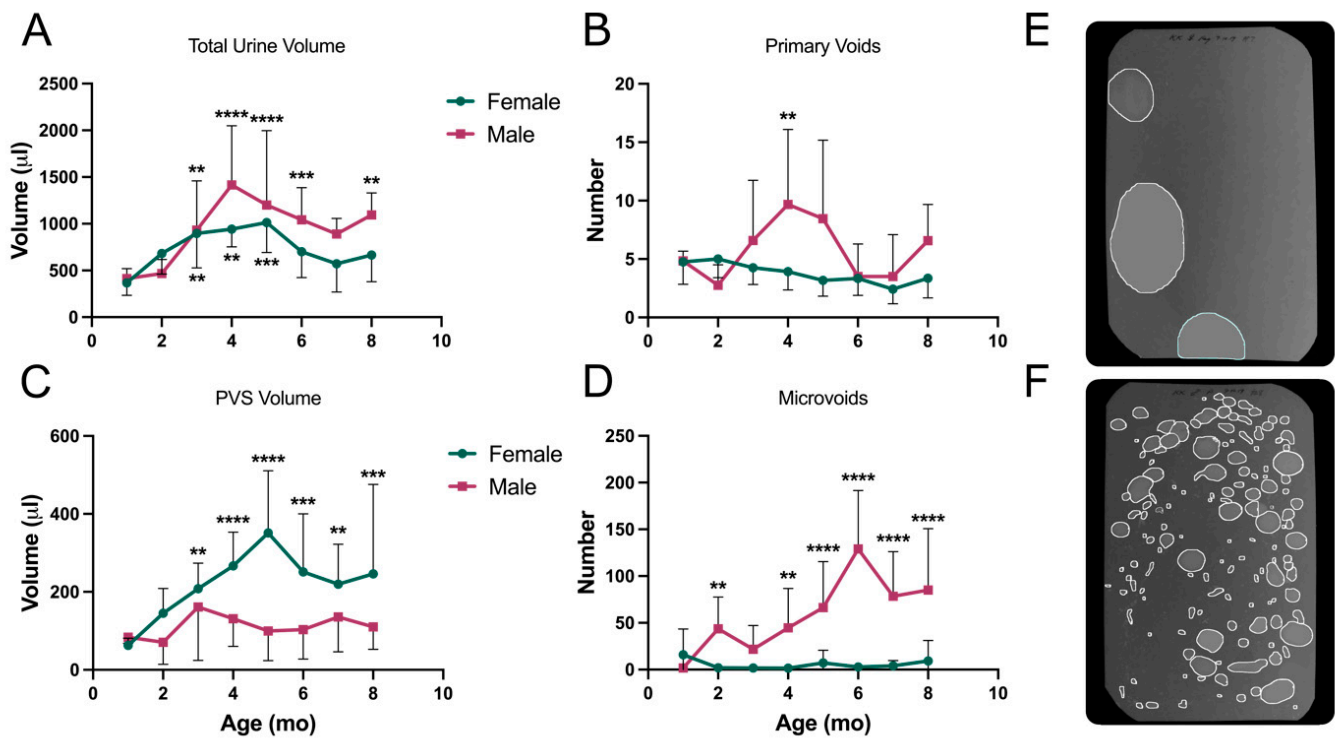 A
Total Urine Volume
Volume (µl)
2500
2000
1500
1000
500
0
0 2 4 6 8 10
** **** **** *** **
** ** ***
Female
Male
B
Primary Voids
Number
20
15
10
5
0
0 2 4 6 8 10
**
E
C
PVS Volume
Volume (µl)
600
400
200
0
0 2 4 6 8 10
** **** **** *** ** ***
Age (mo)
Female
Male
D
Microvoids
Number
250
200
150
100
50
0
0 2 4 6 8 10
** ** **** **** **** ****
Age (mo)
F